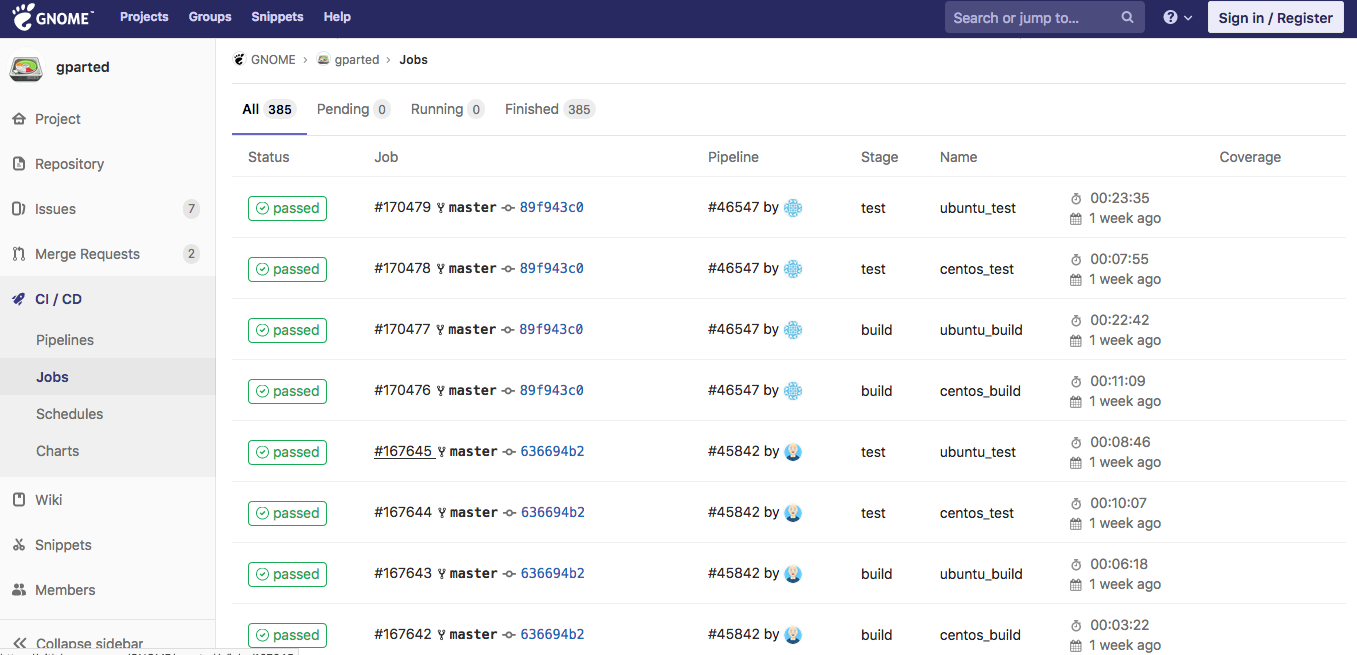 GNOME™ Projects Groups Snippets Help Search or jump to... Sign in / Register
gparted
Project
Repository
Issues 7
Merge Requests 2
CI / CD
Pipelines
Jobs
Schedules
Charts
Wiki
Snippets
Members
Collapse sidebar
GNOME › gparted › Jobs
All 385 Pending 0 Running 0 Finished 385
Status Job Pipeline Stage Name Coverage
passed #170479 master 89f943c0 #46547 by test ubuntu_test 00:23:35
1 week ago
passed #170478 master 89f943c0 #46547 by test centos_test 00:07:55
1 week ago
passed #170477 master 89f943c0 #46547 by build ubuntu_build 00:22:42
1 week ago
passed #170476 master 89f943c0 #46547 by build centos_build 00:11:09
1 week ago
passed #167645 master 636694b2 #45842 by test ubuntu_test 00:08:46
1 week ago
passed #167644 master 636694b2 #45842 by test centos_test 00:10:07
1 week ago
passed #167643 master 636694b2 #45842 by build ubuntu_build 00:06:18
1 week ago
passed #167642 master 636694b2 #45842 by build centos_build 00:03:22
1 week ago